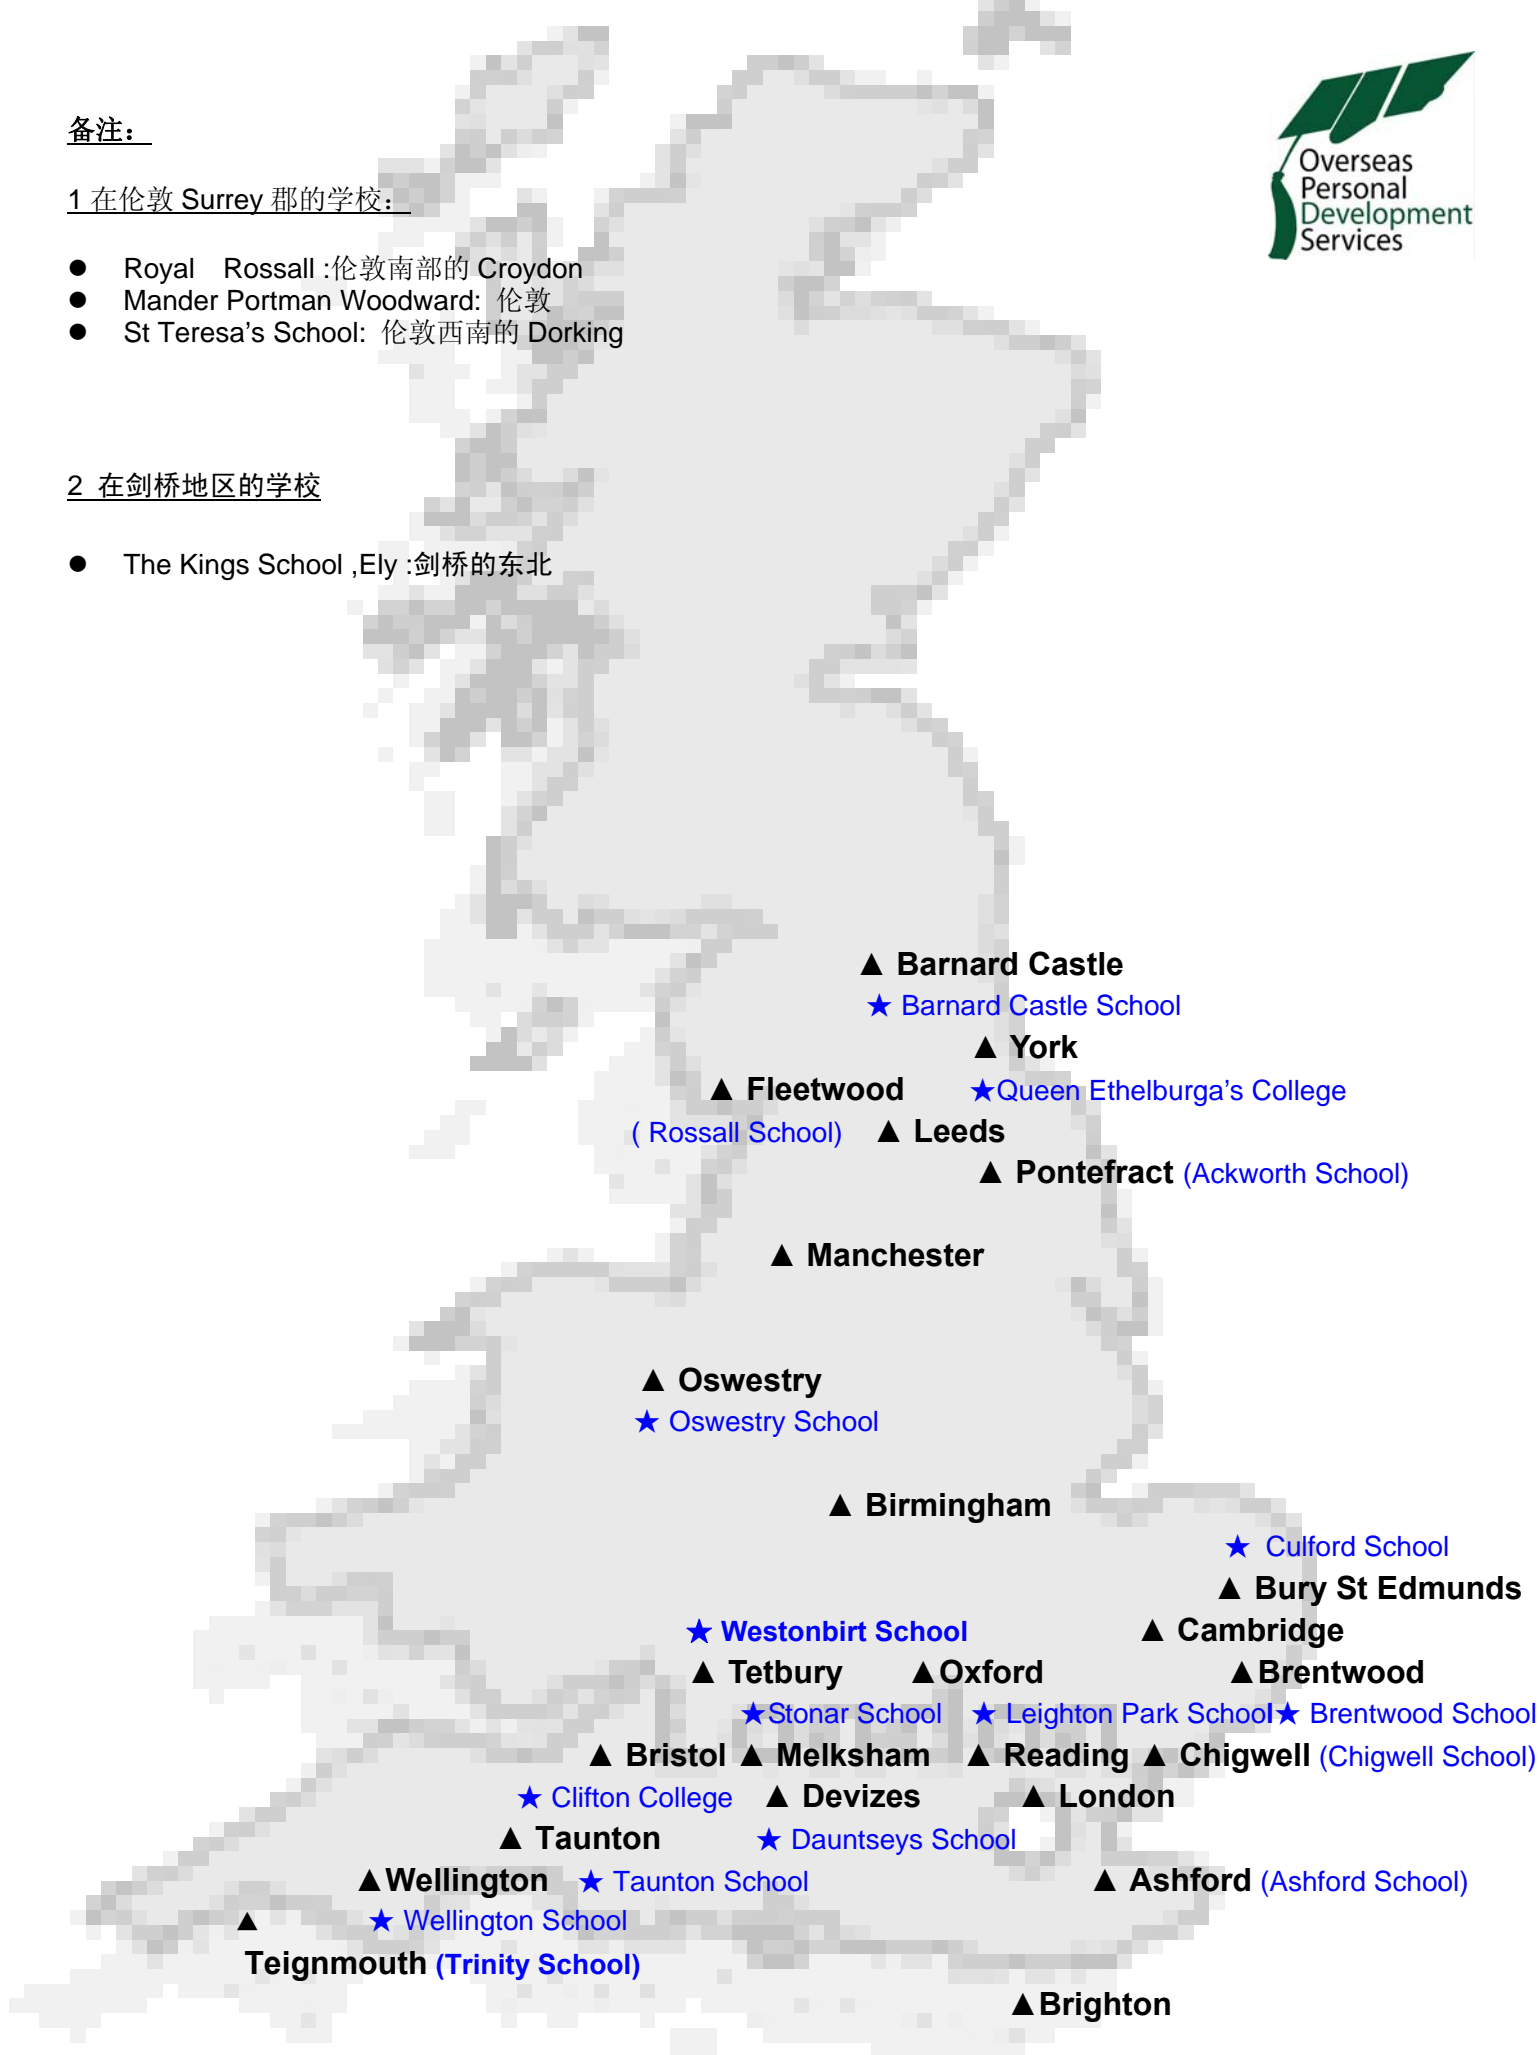 备注：
Overseas
Personal
Development
Services
1 在伦敦 Surrey 郡的学校：
● Royal Rossall :伦敦南部的 Croydon
● Mander Portman Woodward: 伦敦
● St Teresa’s School: 伦敦西南的 Dorking
2 在剑桥地区的学校
● The Kings School ,Ely :剑桥的东北
▲ Barnard Castle
★ Barnard Castle School
▲ York
▲ Fleetwood ★Queen Ethelburga’s College
( Rossall School) ▲ Leeds
▲ Pontefract (Ackworth School)
▲ Manchester
▲ Oswestry
★ Oswestry School
▲ Birmingham
★ Culford School
▲ Bury St Edmunds
★ Westonbirt School ▲ Cambridge
▲ Tetbury ▲Oxford ▲Brentwood
★Stonar School ★ Leighton Park School★ Brentwood School
▲ Bristol ▲ Melksham ▲ Reading ▲ Chigwell (Chigwell School)
★ Clifton College ▲ Devizes ▲ London
▲ Taunton ★ Dauntseys School
▲Wellington ★ Taunton School ▲ Ashford (Ashford School)
▲ ★ Wellington School
Teignmouth (Trinity School)
▲Brighton